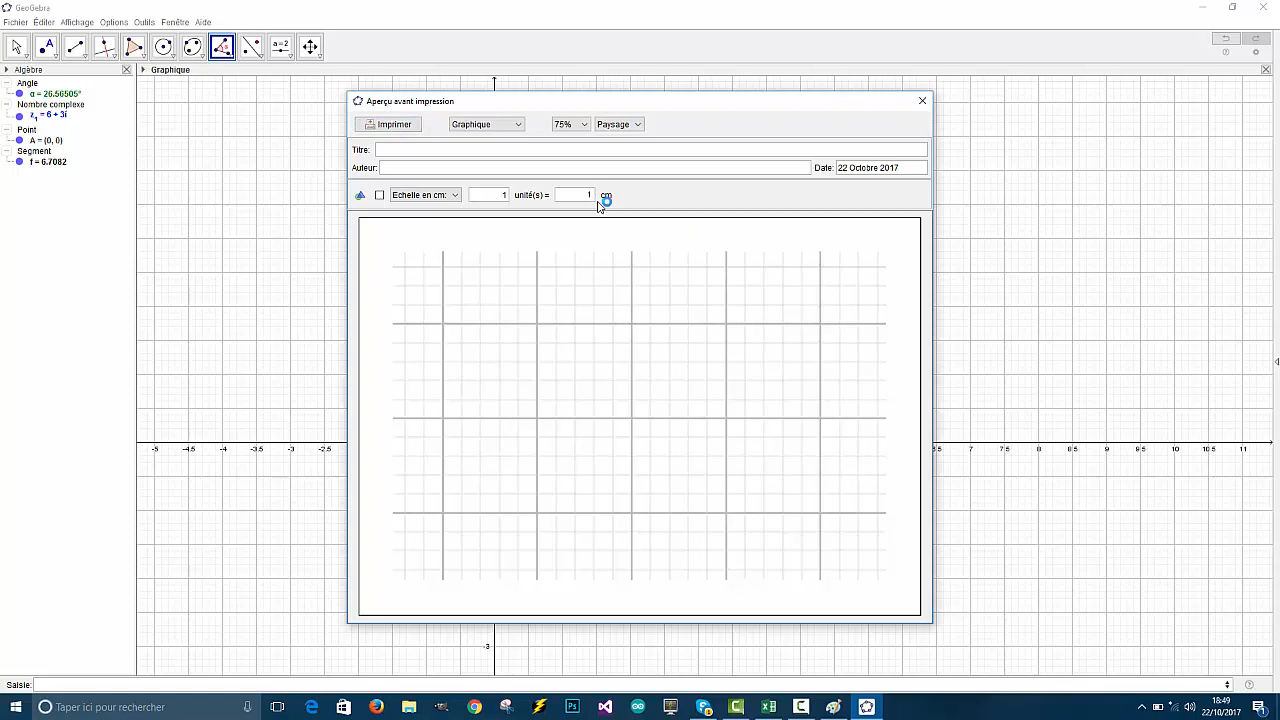 GeoGebra
Fichier Éditer Affichage Options Outils Fenêtre Aide
a=2
Algèbre
Graphique
Angle
α = 26.56505°
Nombre complexe
z₁ = 6 + 3i
Point
A = (0, 0)
Segment
f = 6.7082
Aperçu avant impression
Imprimer Graphique 75% Paysage
Titre:
Auteur: Date: 22 Octobre 2017
Echelle en cm: 1 unité(s) = 1 cm
-5 -4.5 -4 -3.5 -3 -2.5 7 7.5 8 8.5 9 9.5 10 10.5 11
-3
Saisie:
Taper ici pour rechercher
18:49
22/10/2017